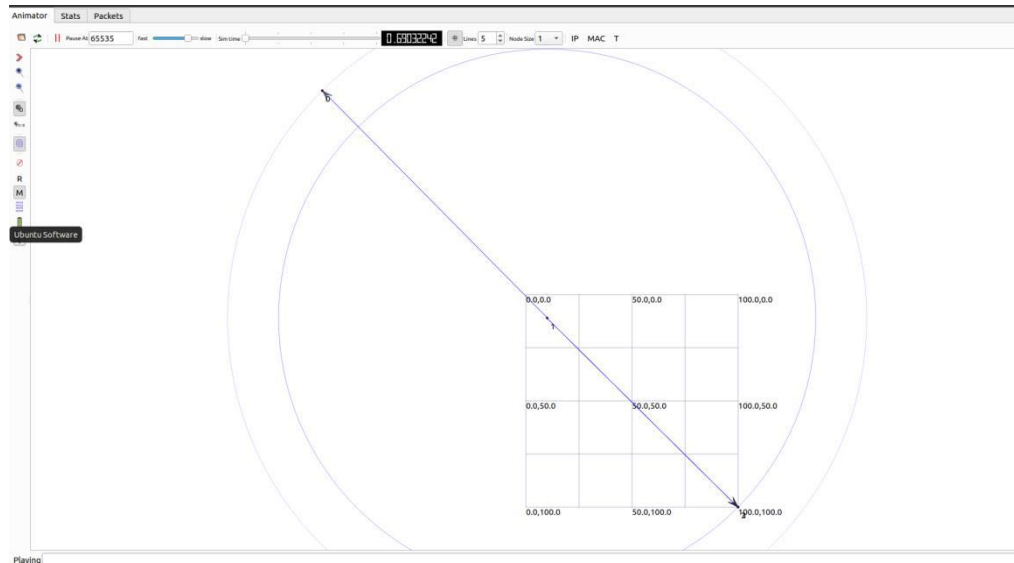 Animator Stats Packets
Pause At 65535 Fast slow Sim time 0.69032242 Lines 5 Node Size 1 IP MAC T
0
R
M
Ubuntu Software
0.0,0.0 50.0,0.0 100.0,0.0
1
0.0,50.0 50.0,50.0 100.0,50.0
0.0,100.0 50.0,100.0 100.0,100.0
Playing